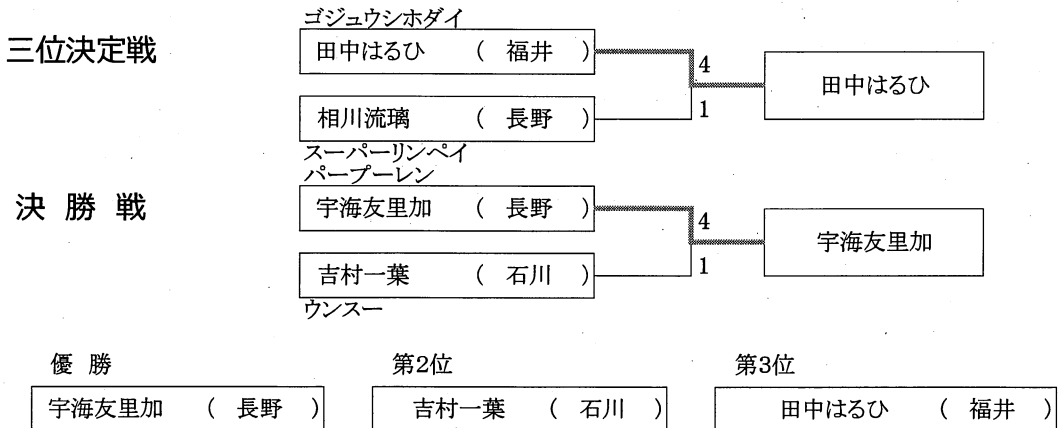 ゴジュウシホダイ
三位決定戦
田中はるひ ( 福井 )
4
田中はるひ
相川流璃 ( 長野 )
1
スーパーリンペイ
パープーレン
決 勝 戦
宇海友里加 ( 長野 )
4
宇海友里加
吉村一葉 ( 石川 )
1
ウンスー
優 勝 第2位 第3位
宇海友里加 ( 長野 ) 吉村一葉 ( 石川 ) 田中はるひ ( 福井 )